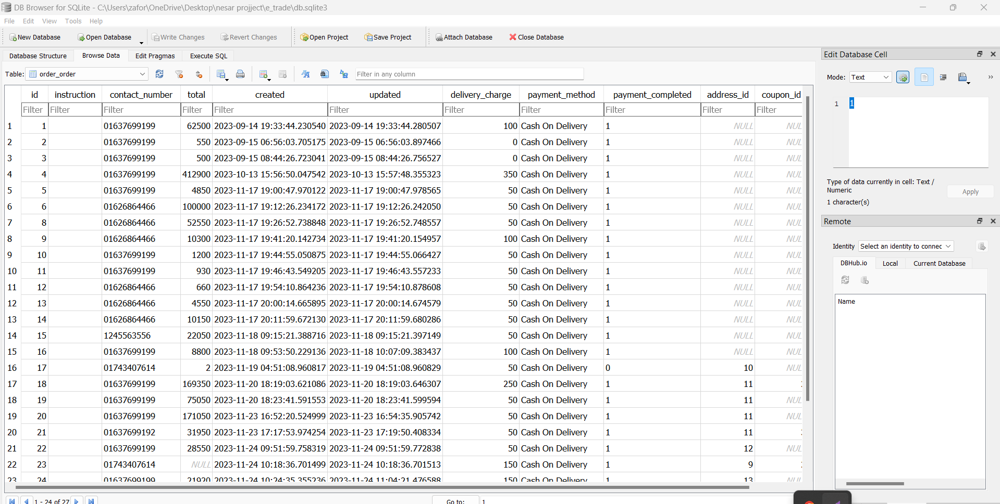 DB Browser for SQLite - C:\Users\zafor\OneDrive\Desktop\nesar projject\e_trade\db.sqlite3
File Edit View Tools Help
New Database Open Database Write Changes Revert Changes Open Project Save Project Attach Database Close Database
Database Structure Browse Data Edit Pragmas Execute SQL
Table: order_order Filter in any column
id instruction contact_number total created updated delivery_charge payment_method payment_completed address_id coupon_id
Filter Filter Filter Filter Filter Filter Filter Filter Filter Filter Filter
1 1 01637699199 62500 2023-09-14 19:33:44.230540 2023-09-14 19:33:44.280507 100 Cash On Delivery 1 NULL NUL
2 2 01637699199 550 2023-09-15 06:56:03.705175 2023-09-15 06:56:03.897466 0 Cash On Delivery 1 NULL NUL
3 3 01637699199 500 2023-09-15 08:44:26.723041 2023-09-15 08:44:26.756527 0 Cash On Delivery 1 NULL NUL
4 4 01637699199 412900 2023-10-13 15:56:50.047542 2023-10-13 15:57:48.355323 350 Cash On Delivery 1 NULL NUL
5 5 01637699199 4850 2023-11-17 19:00:47.970122 2023-11-17 19:00:47.978565 50 Cash On Delivery 1 NULL NUL
6 6 01626864466 100000 2023-11-17 19:12:26.234172 2023-11-17 19:12:26.242050 50 Cash On Delivery 1 NULL NUL
7 8 01626864466 52550 2023-11-17 19:26:52.738848 2023-11-17 19:26:52.748557 50 Cash On Delivery 1 NULL NUL
8 9 01626864466 10300 2023-11-17 19:41:20.142734 2023-11-17 19:41:20.154957 100 Cash On Delivery 1 NULL NUL
9 10 01637699199 1200 2023-11-17 19:44:55.050875 2023-11-17 19:44:55.066427 50 Cash On Delivery 1 NULL NUL
10 11 01637699199 930 2023-11-17 19:46:43.549205 2023-11-17 19:46:43.557233 50 Cash On Delivery 1 NULL NUL
11 12 01626864466 660 2023-11-17 19:54:10.864236 2023-11-17 19:54:10.878608 50 Cash On Delivery 1 NULL NUL
12 13 01626864466 4550 2023-11-17 20:00:14.665895 2023-11-17 20:00:14.674579 50 Cash On Delivery 1 NULL NUL
13 14 01626864466 10150 2023-11-17 20:11:59.672130 2023-11-17 20:11:59.680286 50 Cash On Delivery 1 NULL NUL
14 15 1245563556 22050 2023-11-18 09:15:21.388716 2023-11-18 09:15:21.397149 50 Cash On Delivery 1 NULL NUL
15 16 01637699199 8800 2023-11-18 09:53:50.229136 2023-11-18 10:07:09.383437 100 Cash On Delivery 1 NULL NUL
16 17 01743407614 2 2023-11-19 04:51:08.960817 2023-11-19 04:51:08.960829 50 Cash On Delivery 0 10 NUL
17 18 01637699199 169350 2023-11-20 18:19:03.621086 2023-11-20 18:19:03.646307 250 Cash On Delivery 1 11
18 19 01637699199 75050 2023-11-20 18:23:41.591553 2023-11-20 18:23:41.599594 50 Cash On Delivery 1 11 NUL
19 20 01637699199 171050 2023-11-23 16:52:20.524999 2023-11-23 16:54:35.905742 50 Cash On Delivery 1 11 NUL
20 21 01637699192 31950 2023-11-23 17:17:53.974254 2023-11-23 17:19:50.408334 50 Cash On Delivery 1 11
21 22 01637699199 28550 2023-11-24 09:51:59.758319 2023-11-24 09:51:59.772838 50 Cash On Delivery 1 12 NUL
22 23 01743407614 NULL 2023-11-24 10:18:36.701499 2023-11-24 10:18:36.701513 150 Cash On Delivery 1 9
23 24 01637699199 21920 2023-11-24 10:24:35.355236 2023-11-24 11:04:21.476588 150 Cash On Delivery 1 13 NUL
1 - 24 of 27 Go to: 1
Edit Database Cell
Mode: Text
1 1
Type of data currently in cell: Text /
Numeric
1 character(s)
Apply
Remote
Identity Select an identity to connec
DBHub.io Local Current Database
Name